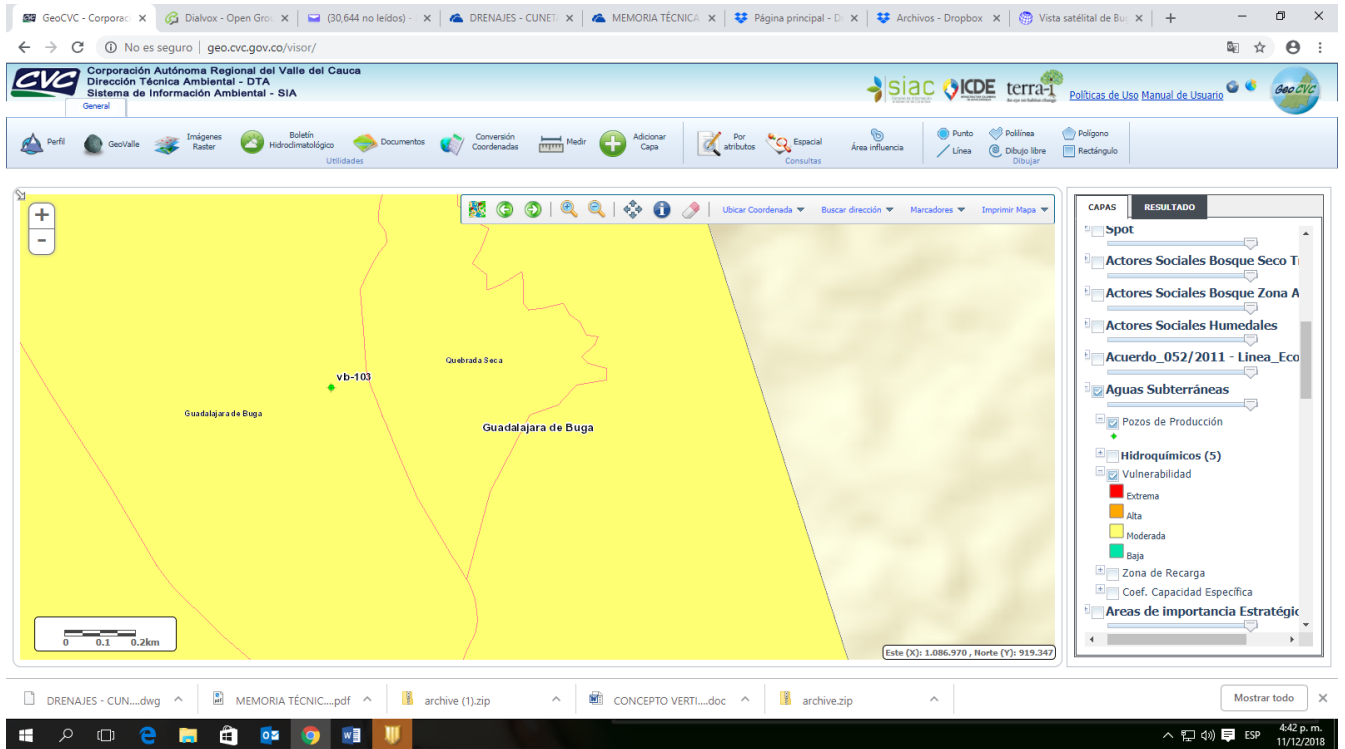 GeoCVC - Corporaci
Dialvox - Open Grou
(30,644 no leídos) -
DRENAJES - CUNET
MEMORIA TÉCNICA
Página principal - D
Archivos - Dropbox
Vista satélital de Bug
No es seguro | geo.cvc.gov.co/visor/
CVC
Corporación Autónoma Regional del Valle del Cauca
Dirección Técnica Ambiental - DTA
Sistema de Información Ambiental - SIA
General
siac
ICDE
terra-i
Políticas de Uso Manual de Usuario
Geo CVC
Perfil
GeoValle
Imágenes
Raster
Boletín
Hidroclimatológico
Documentos
Conversión
Coordenadas
Medir
Adicionar
Capa
Utilidades
Por
atributos
Espacial
Área influencia
Consultas
Punto
Polilínea
Polígono
Línea
Dibujo libre
Rectángulo
Dibujar
+
-
Ubicar Coordenada
Buscar dirección
Marcadores
Imprimir Mapa
Quebrada Seca
vb-103
Guadalajara de Buga
Guadalajara de Buga
0 0.1 0.2km
Este (X): 1.086.970 , Norte (Y): 919.347
CAPAS
RESULTADO
Spot
Actores Sociales Bosque Seco T
Actores Sociales Bosque Zona A
Actores Sociales Humedales
Acuerdo_052/2011 - Linea_Eco
Aguas Subterráneas
Pozos de Producción
Hidroquímicos (5)
Vulnerabilidad
Extrema
Alta
Moderada
Baja
Zona de Recarga
Coef. Capacidad Específica
Areas de importancia Estratégic
DRENAJES - CUN....dwg
MEMORIA TÉCNIC....pdf
archive (1).zip
CONCEPTO VERTI....doc
archive.zip
Mostrar todo
ESP
4:42 p. m.
11/12/2018